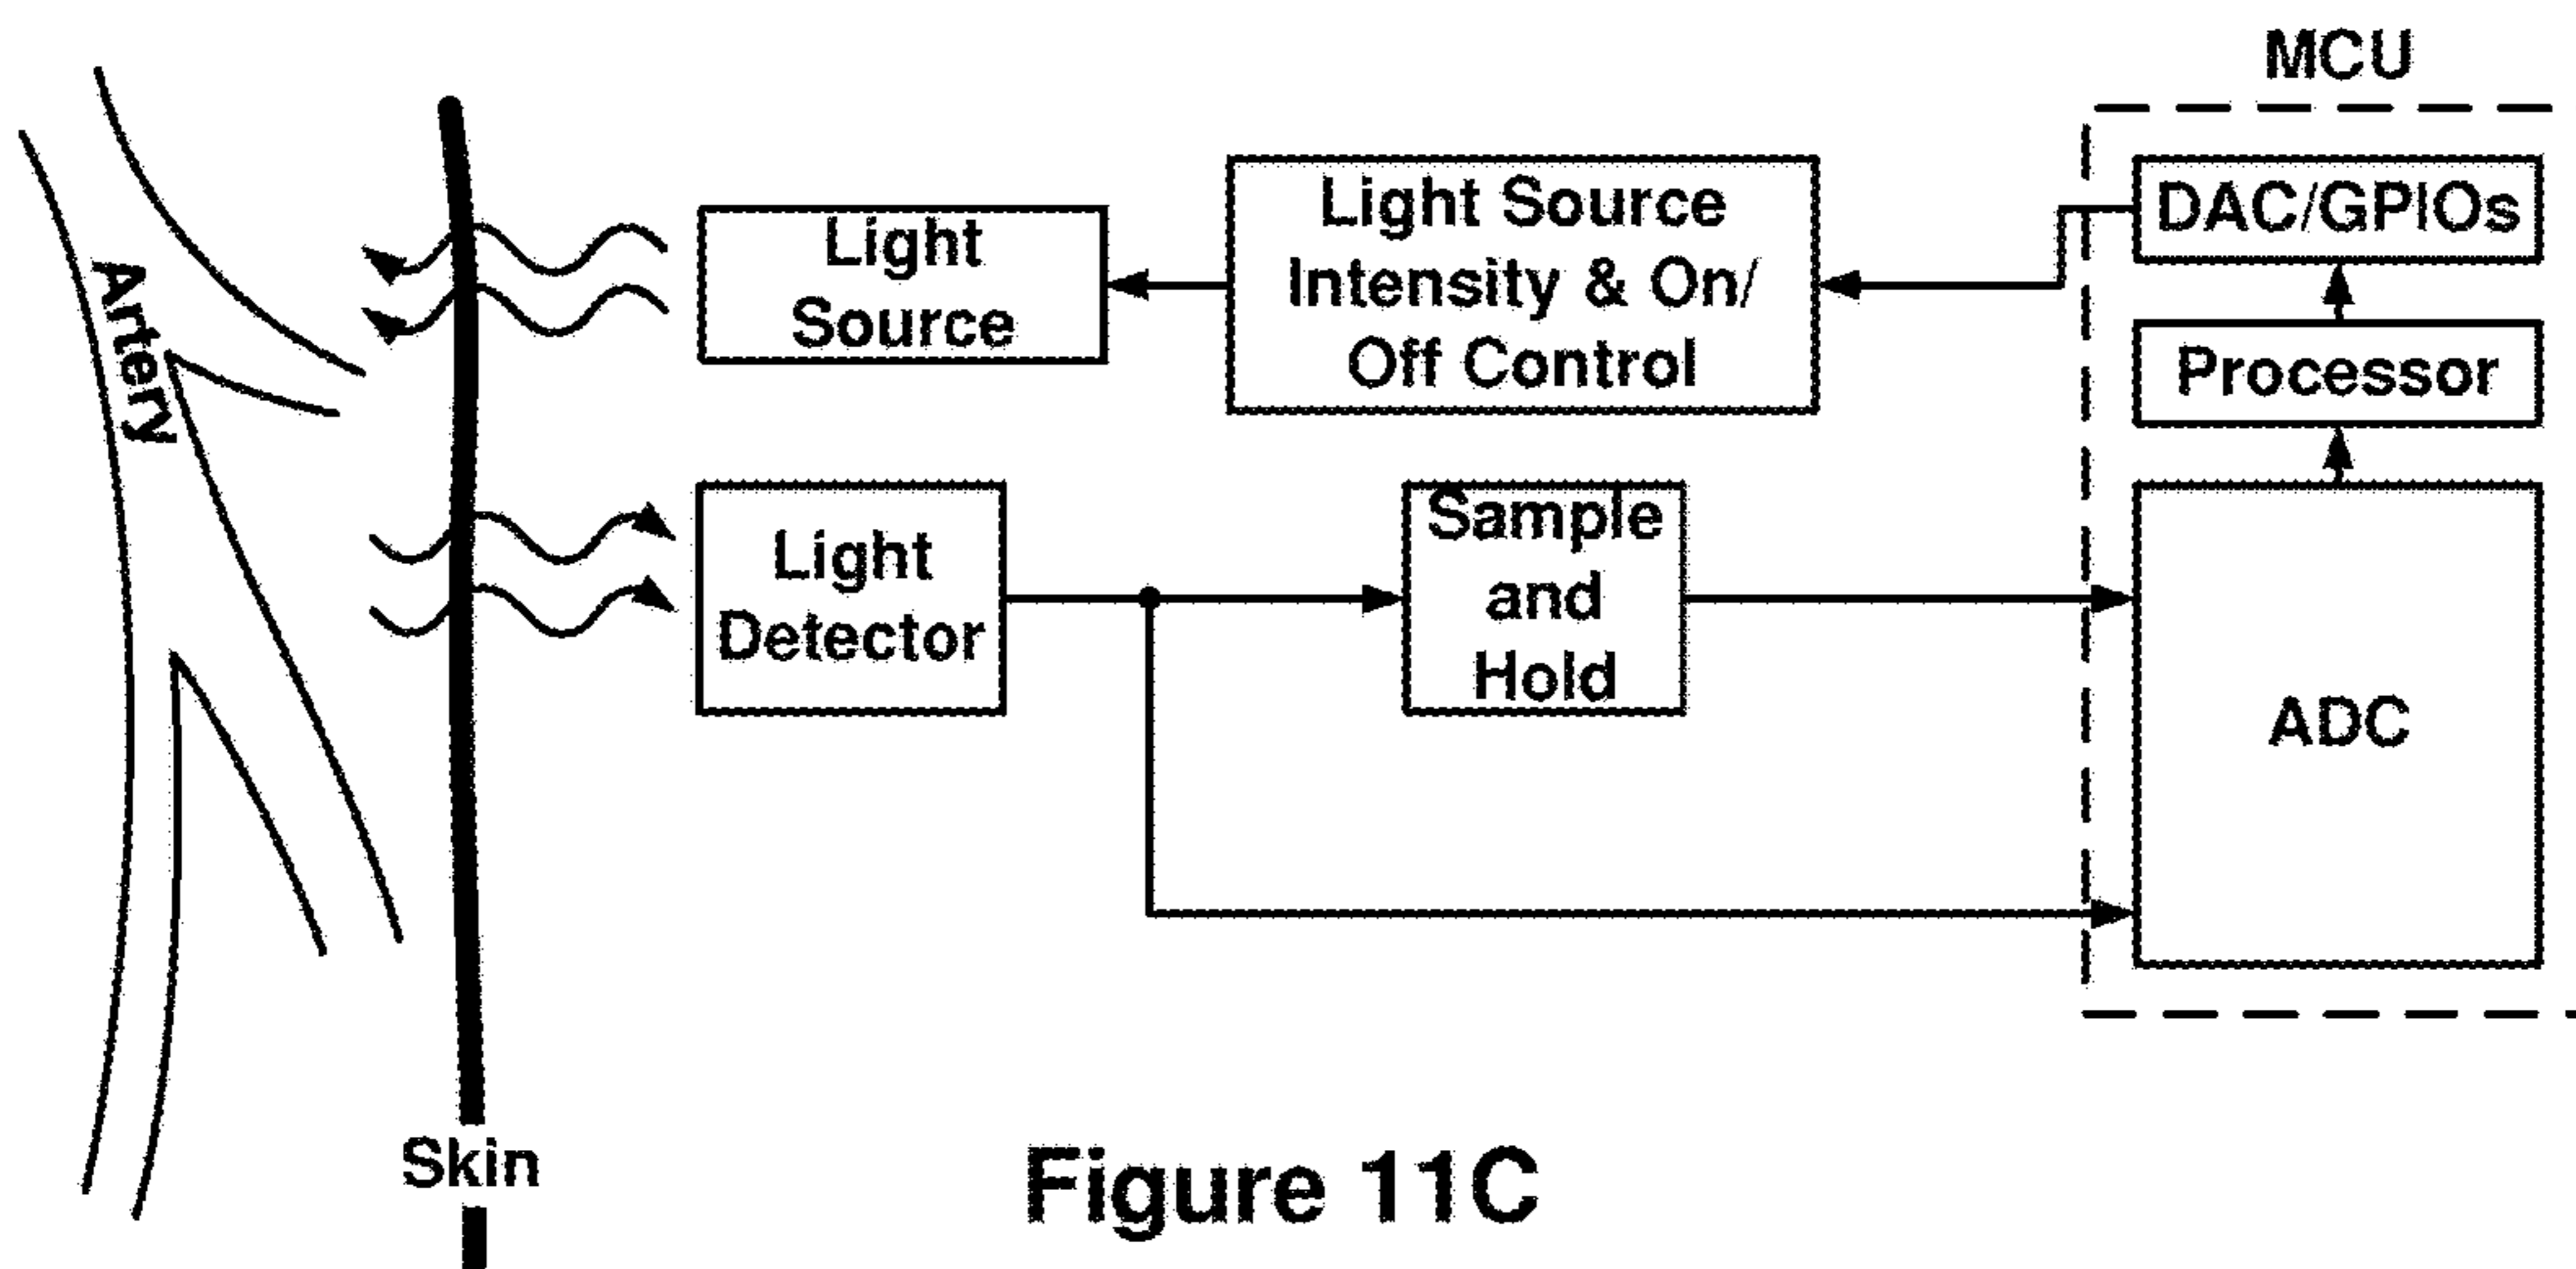 MCU
Light Source
Intensity & On/
Off Control
DAC/GPIOs
Light
Source
Artery
Processor
Light
Detector
Sample
and
Hold
ADC
Skin
Figure 11C